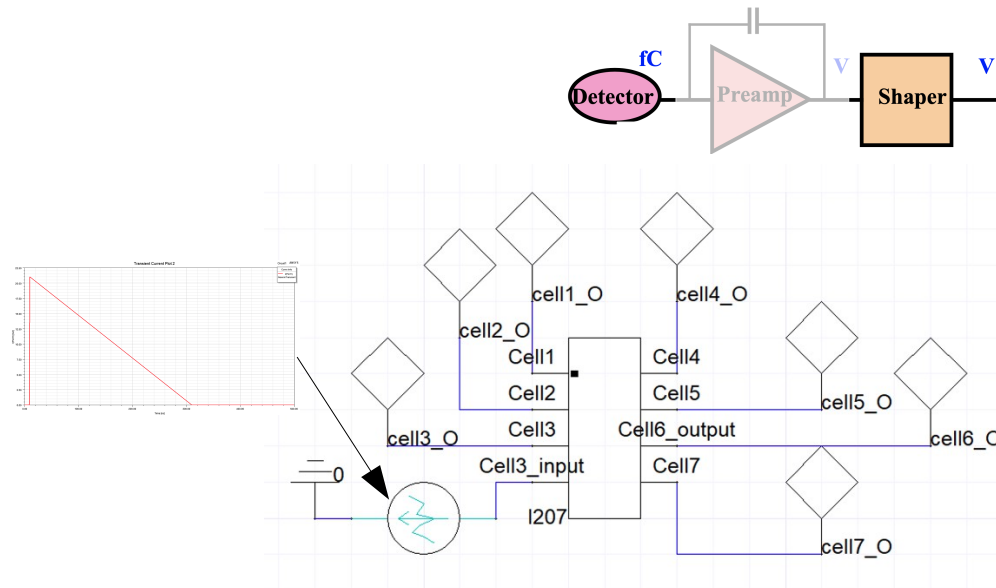 fC
V
V
Detector
Preamp
Shaper
Transient Current Plot 2
cell1_O
cell4_O
cell2_O
Cell1
Cell4
Cell2
Cell5
cell5_O
Cell3
Cell6_output
cell3_O
cell6_O
Cell3_input
Cell7
0
I207
cell7_O